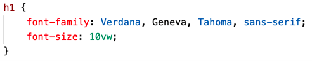 h1 {
    font-family: Verdana, Geneva, Tahoma, sans-serif;
    font-size: 10vw;
}